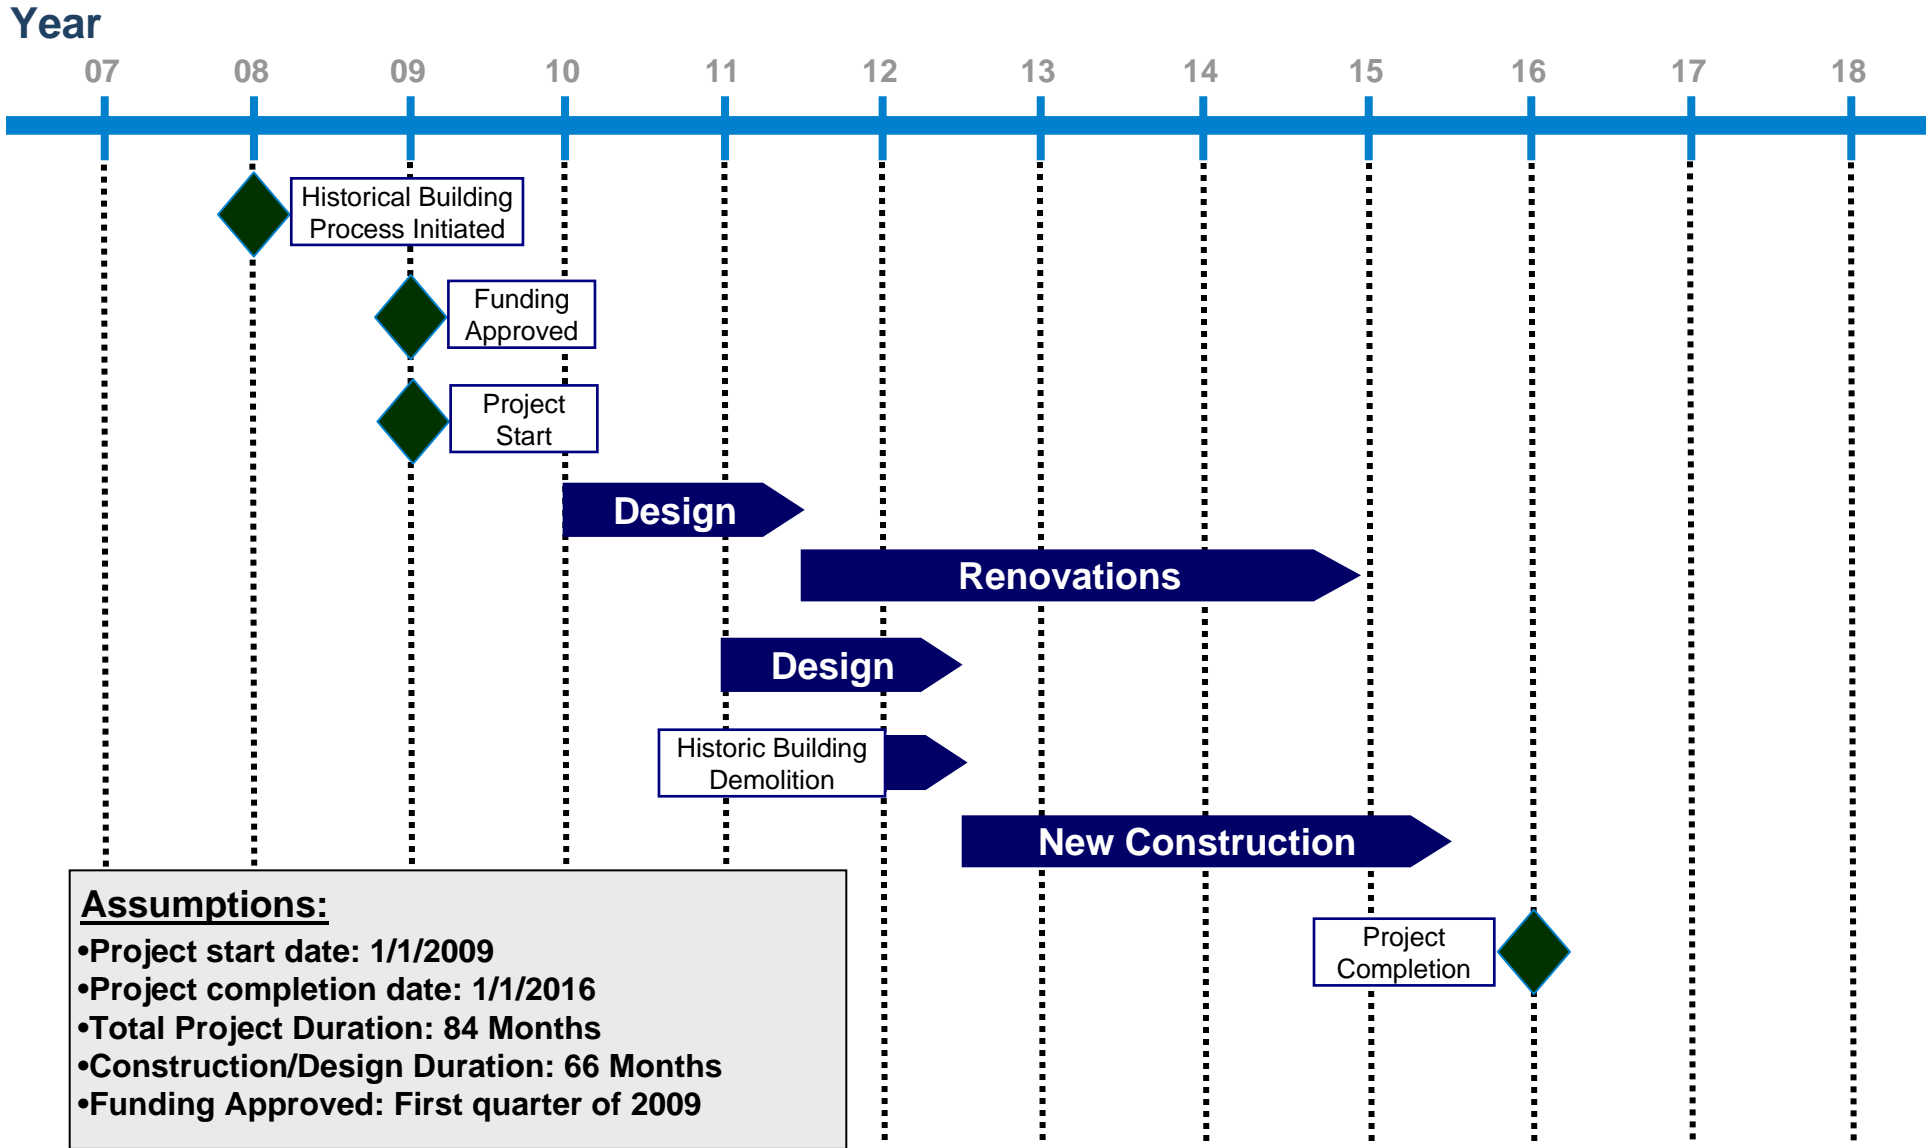 Year
07 08 09 10 11 12 13 14 15 16 17 18
Historical Building
Process Initiated
Funding
Approved
Project
Start
Design
Renovations
Design
Historic Building
Demolition
New Construction
Project
Completion
Assumptions:
•Project start date: 1/1/2009
•Project completion date: 1/1/2016
•Total Project Duration: 84 Months
•Construction/Design Duration: 66 Months
•Funding Approved: First quarter of 2009